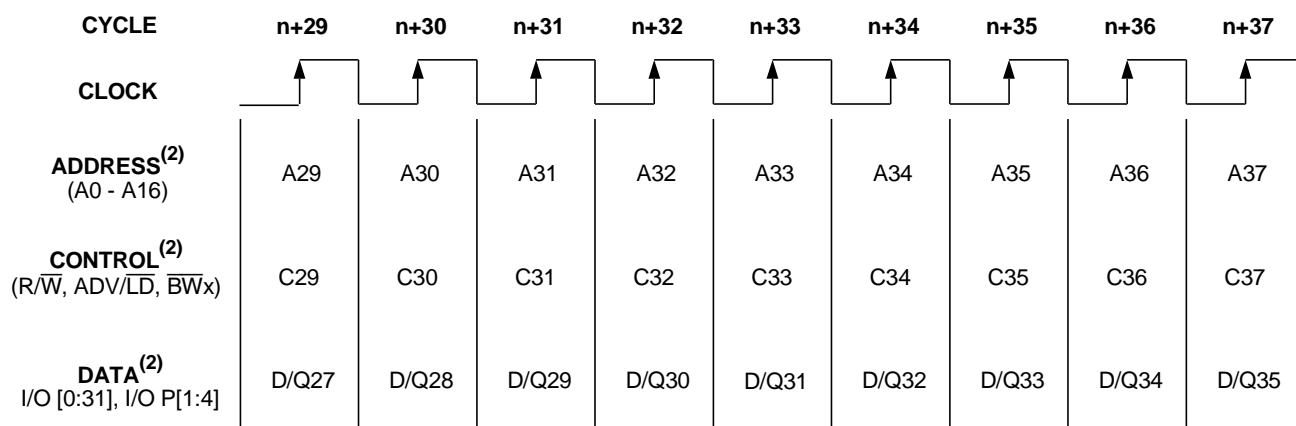 CYCLE n+29 n+30 n+31 n+32 n+33 n+34 n+35 n+36 n+37
CLOCK
ADDRESS(2)
(A0 - A16) A29 A30 A31 A32 A33 A34 A35 A36 A37
CONTROL(2)
(R/W̅, ADV/L̅D̅, B̅W̅x) C29 C30 C31 C32 C33 C34 C35 C36 C37
DATA(2)
I/O [0:31], I/O P[1:4] D/Q27 D/Q28 D/Q29 D/Q30 D/Q31 D/Q32 D/Q33 D/Q34 D/Q35